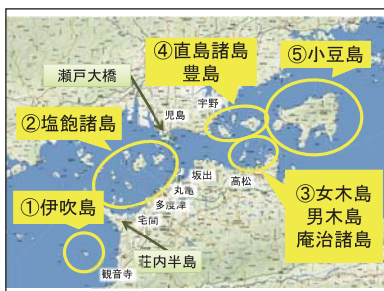 ④直島諸島
豊島
⑤小豆島
瀬戸大橋
宇野
児島
②塩飽諸島
坂出
高松
丸亀
多度津
③女木島
男木島
庵治諸島
①伊吹島
宅間
荘内半島
観音寺